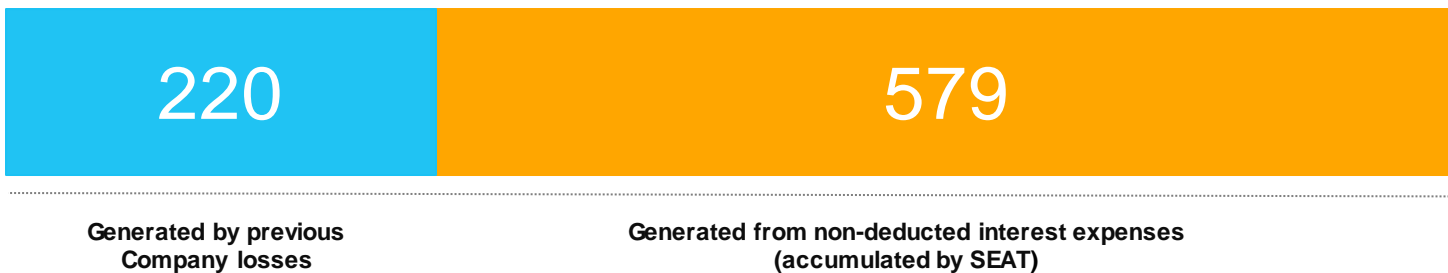 220
579
Generated by previous
Company losses
Generated from non-deducted interest expenses
(accumulated by SEAT)